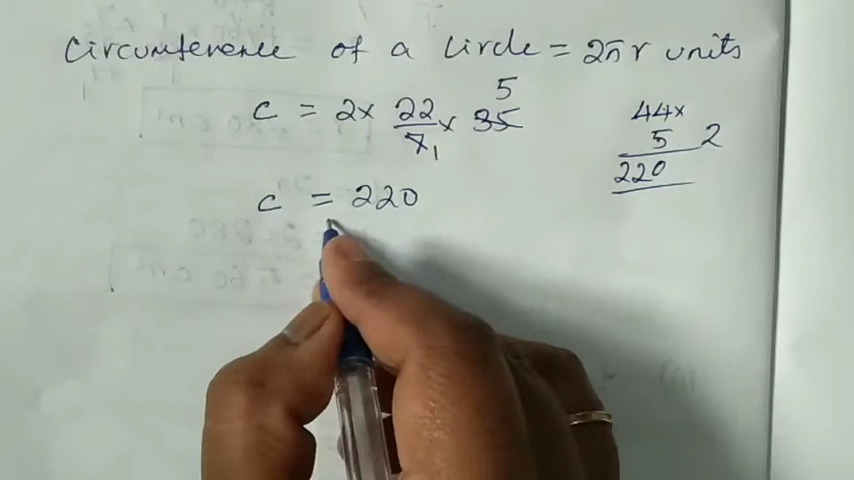 Circumference of a circle = 2πr units
5
c = 2 x 22/7 x 35
1
44 x
5 2
220
c = 220